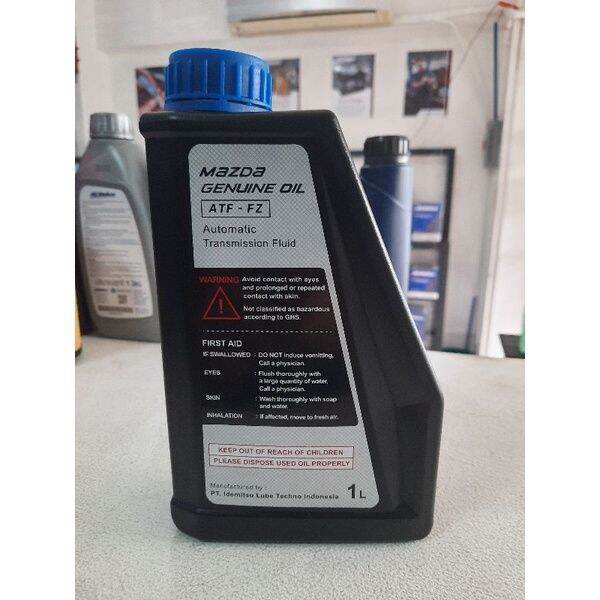 mazda
GENUINE OIL
ATF - FZ
Automatic
Transmission Fluid
WARNING Avoid contact with eyes
and prolonged or repeated
contact with skin.
Not classified as hazardous
according to GHS.
FIRST AID
IF SWALLOWED : DO NOT induce vomitting.
Call a physician.
EYES : Flush thoroughly with
a large quantity of water.
Call a physician.
SKIN : Wash thoroughly with soap
and water.
INHALATION : If affected, move to fresh air.
KEEP OUT OF REACH OF CHILDREN
PLEASE DISPOSE USED OIL PROPERLY
Manufactured by :
PT. Idemitsu Lube Techno Indonesia
1 L
ACDelco